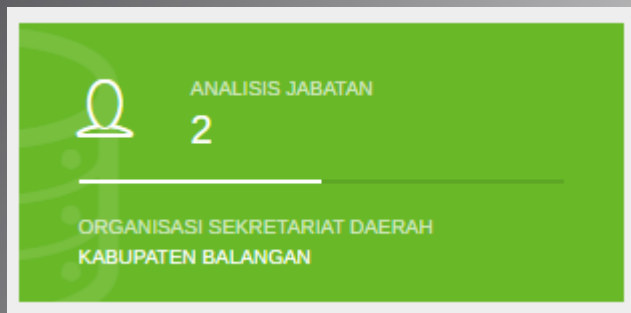 ANALISIS JABATAN
2
ORGANISASI SEKRETARIAT DAERAH
KABUPATEN BALANGAN